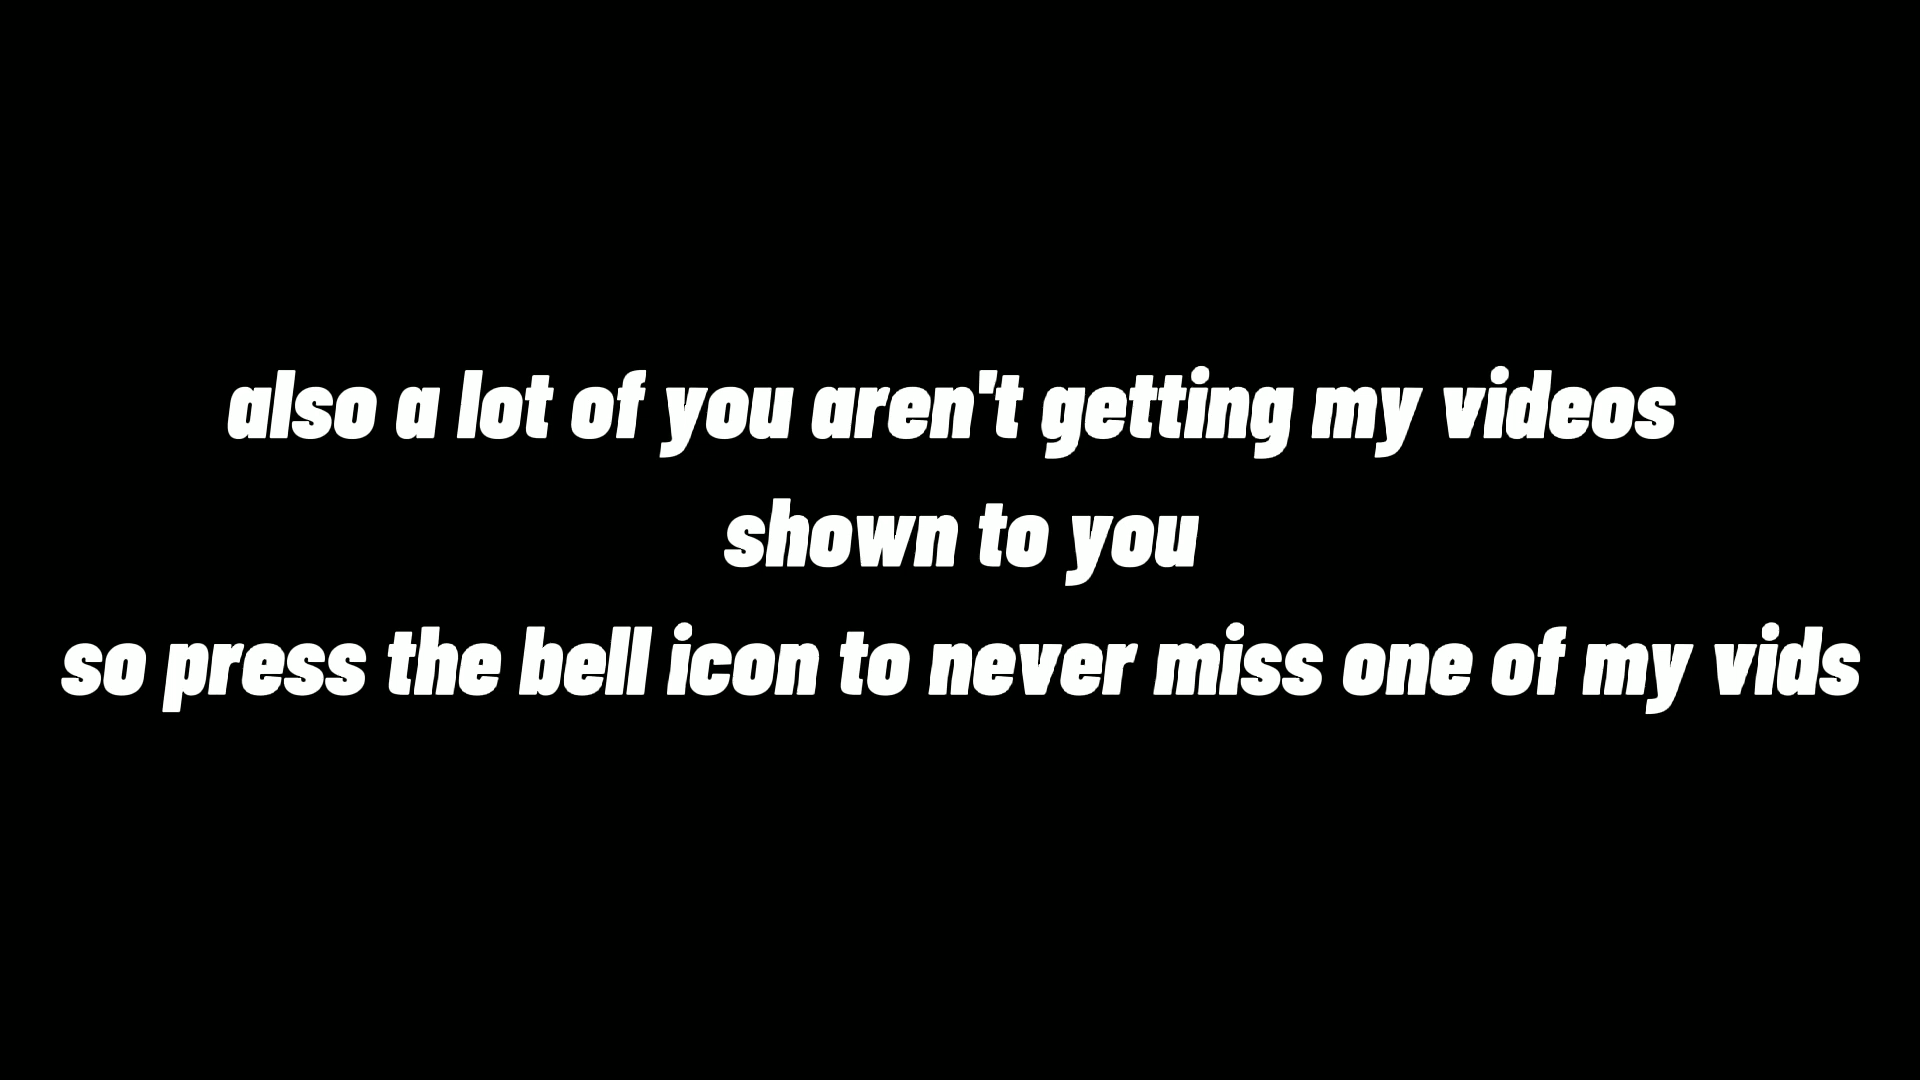 also a lot of you aren't getting my videos
shown to you
so press the bell icon to never miss one of my vids